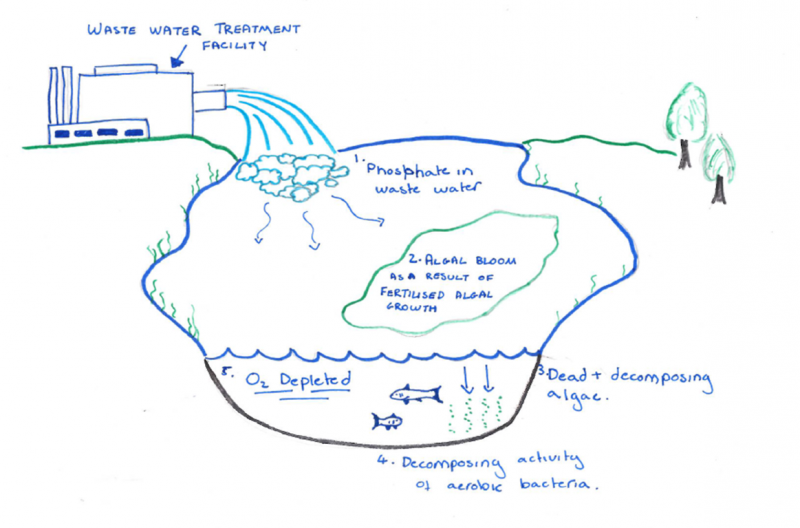 WASTE WATER TREATMENT
FACILITY
1. Phosphate in
waste water
2. ALGAL BLOOM
AS A RESULT OF
FERTILISED ALGAL
GROWTH
5. O2 Depleted
3. Dead + decomposing
algae.
4. Decomposing activity
of aerobic bacteria.